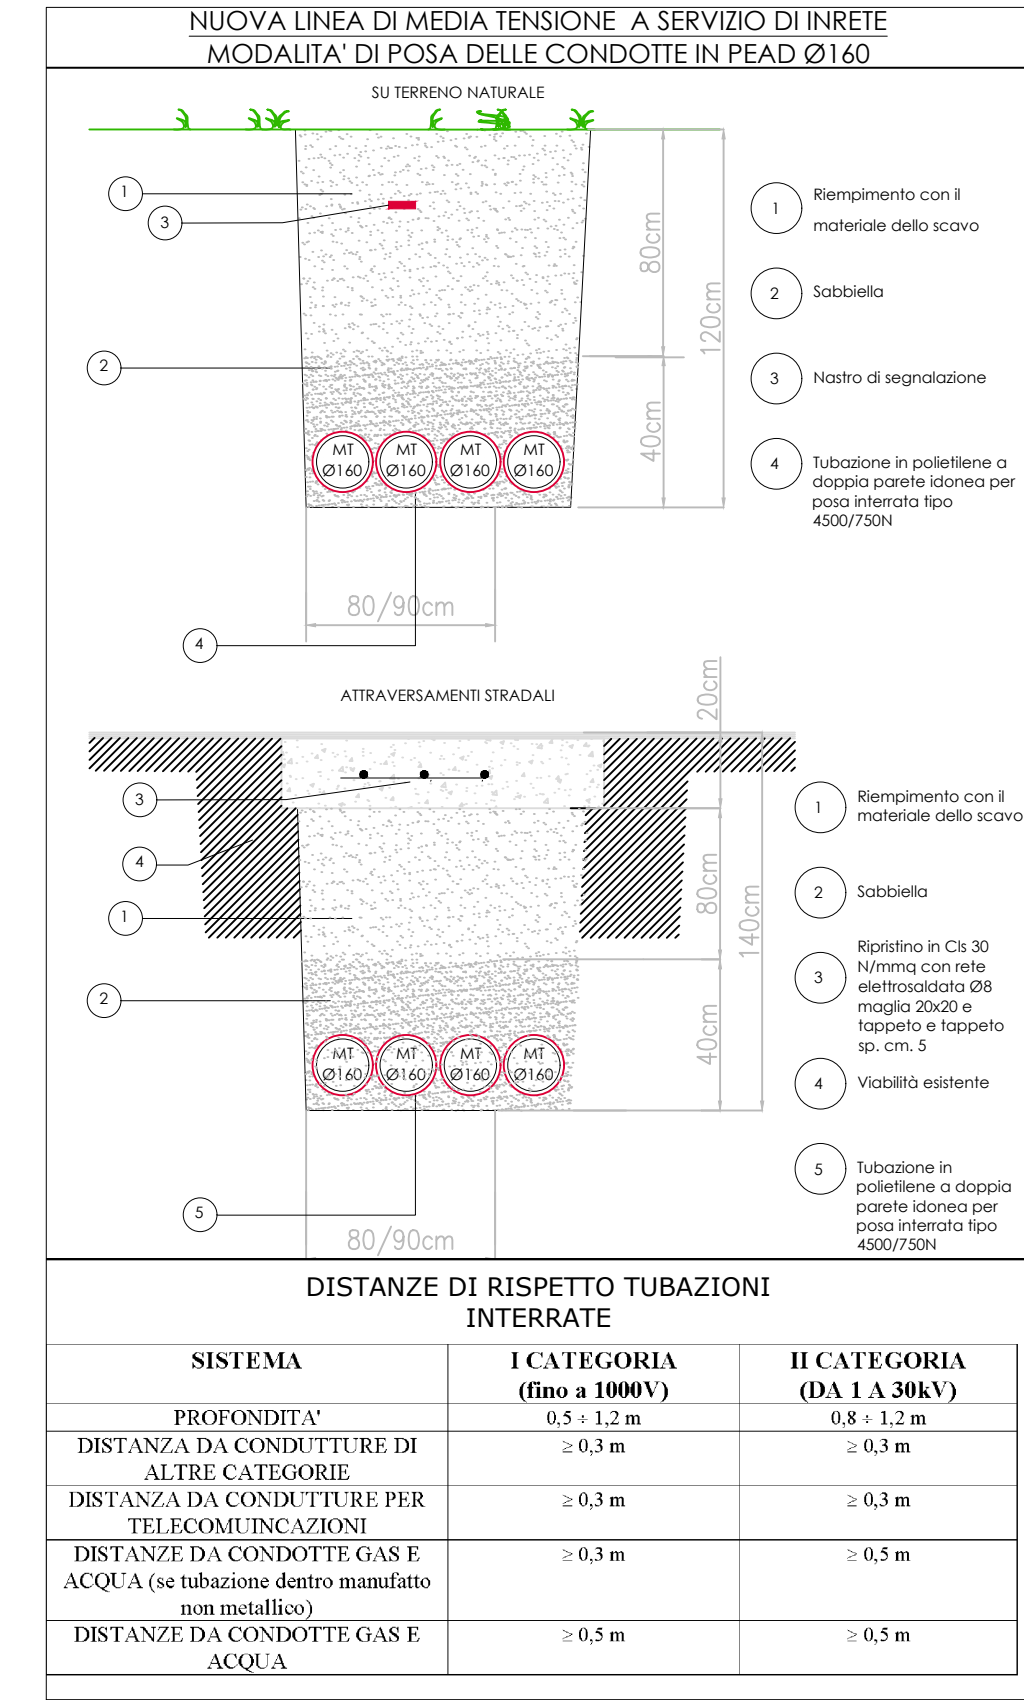 NUOVA LINEA DI MEDIA TENSIONE A SERVIZIO DI INRETE
MODALITA' DI POSA DELLE CONDOTTE IN PEAD Ø160
SU TERRENO NATURALE
1
3
2
MT
Ø160
MT
Ø160
MT
Ø160
MT
Ø160
80cm
120cm
40cm
80/90cm
4
1
Riempimento con il
materiale dello scavo
2
Sabbiella
3
Nastro di segnalazione
4
Tubazione in polietilene a
doppia parete idonea per
posa interrata tipo
4500/750N
ATTRAVERSAMENTI STRADALI
20cm
3
4
1
2
80cm
140cm
40cm
MT
Ø160
MT
Ø160
MT
Ø160
MT
Ø160
5
80/90cm
1
Riempimento con il
materiale dello scavo
2
Sabbiella
3
Ripristino in Cls 30
N/mmq con rete
elettrosaldata Ø8
maglia 20x20 e
tappeto e tappeto
sp. cm. 5
4
Viabilità esistente
5
Tubazione in
polietilene a doppia
parete idonea per
posa interrata tipo
4500/750N
DISTANZE DI RISPETTO TUBAZIONI
INTERRATE
SISTEMA
I CATEGORIA
(fino a 1000V)
II CATEGORIA
(DA 1 A 30kV)
PROFONDITA'
0,5 ÷ 1,2 m
0,8 ÷ 1,2 m
DISTANZA DA CONDUTTURE DI
ALTRE CATEGORIE
≥ 0,3 m
≥ 0,3 m
DISTANZA DA CONDUTTURE PER
TELECOMUINCAZIONI
≥ 0,3 m
≥ 0,3 m
DISTANZE DA CONDOTTE GAS E
ACQUA (se tubazione dentro manufatto
non metallico)
≥ 0,3 m
≥ 0,5 m
DISTANZE DA CONDOTTE GAS E
ACQUA
≥ 0,5 m
≥ 0,5 m